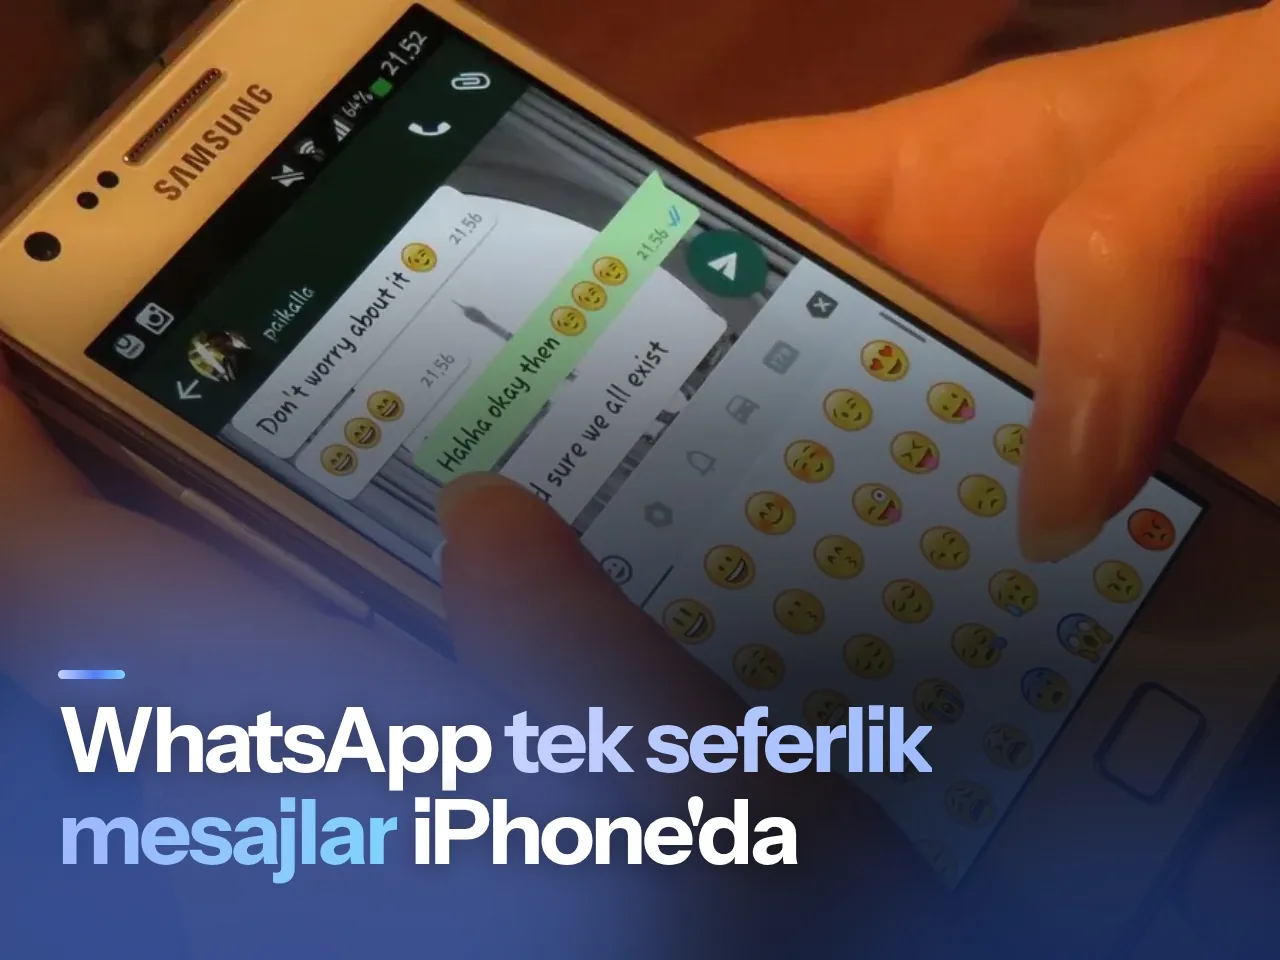 SAMSUNG
64% 21.52
paikalla
Don't worry about it 21.56
21.56
Hahha okay then 21.56
d sure we all exist
WhatsApp tek seferlik
mesajlar iPhone'da